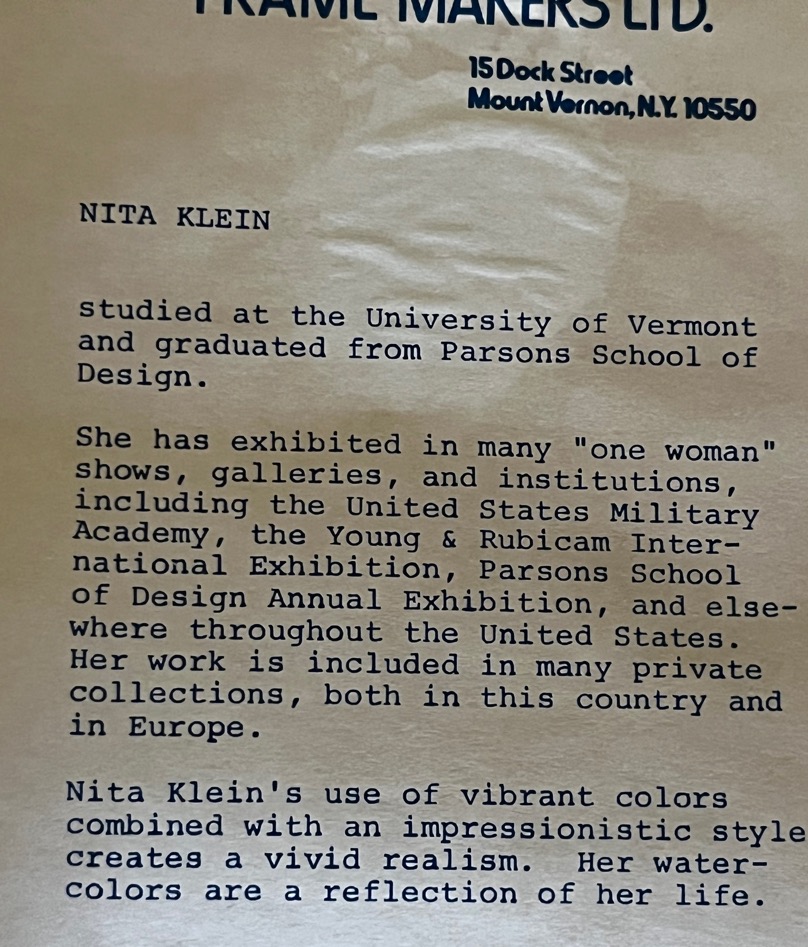 FRAME MAKERS LTD.
15 Dock Street
Mount Vernon, N.Y. 10550
NITA KLEIN
studied at the University of Vermont
and graduated from Parsons School of
Design.
She has exhibited in many "one woman"
shows, galleries, and institutions,
including the United States Military
Academy, the Young & Rubicam Inter-
national Exhibition, Parsons School
of Design Annual Exhibition, and else-
where throughout the United States.
Her work is included in many private
collections, both in this country and
in Europe.
Nita Klein's use of vibrant colors
combined with an impressionistic style
creates a vivid realism.  Her water-
colors are a reflection of her life.